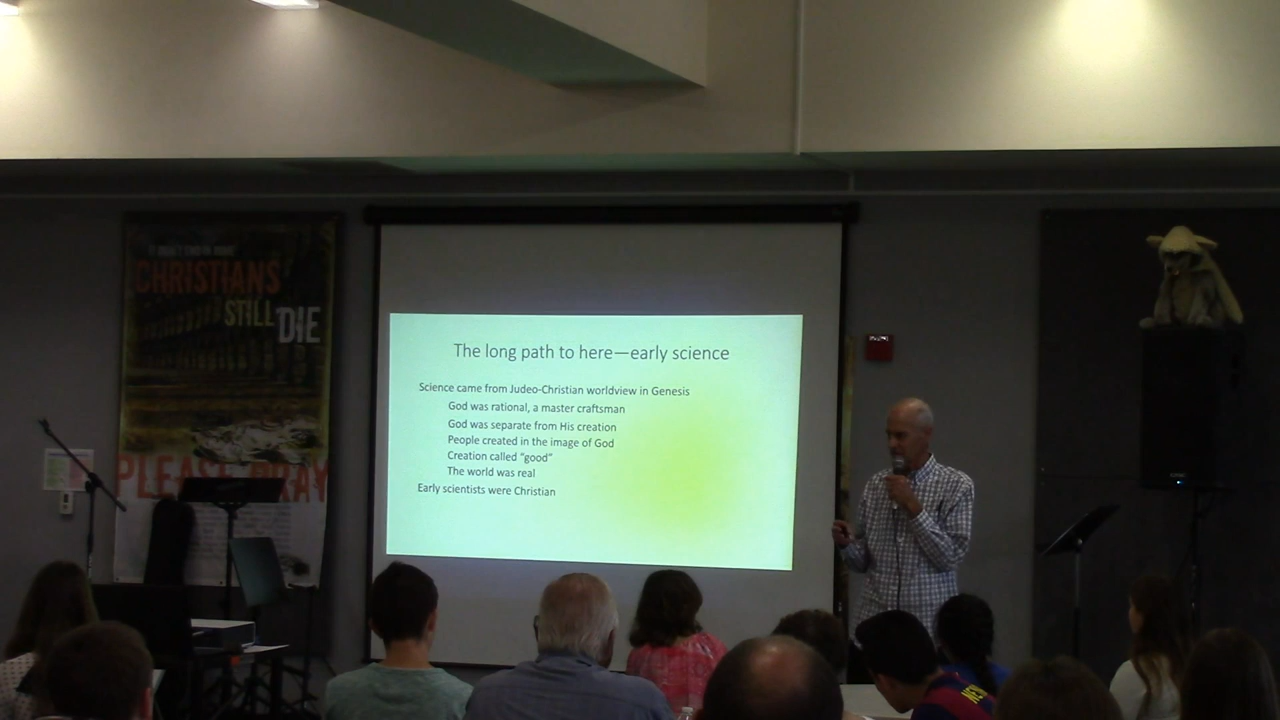 CHRISTIANS
STILL
DIE
PLEASE PRAY
The long path to here—early science
Science came from Judeo-Christian worldview in Genesis
God was rational, a master craftsman
God was separate from His creation
People created in the image of God
Creation called “good”
The world was real
Early scientists were Christian